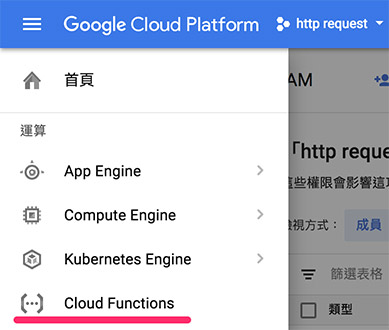 Google Cloud Platform
http request
首頁
AM
運算
「http reque
App Engine
這些權限會影響這
Compute Engine
檢視方式：
成員
Kubernetes Engine
篩選表格
Cloud Functions
類型